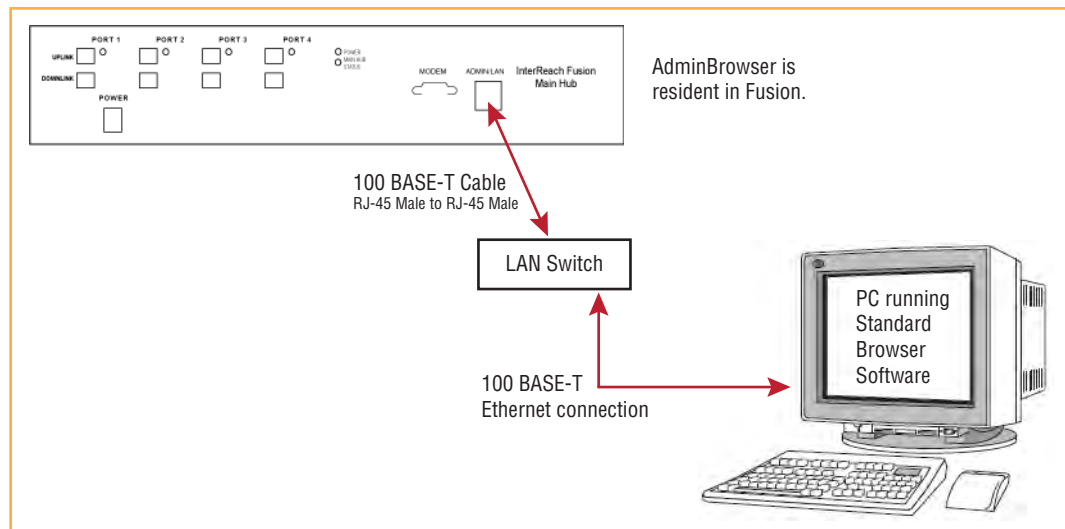 PORT 1 PORT 2 PORT 3 PORT 4
UPLINK
DOWNLINK
POWER
POWER
MAIN HUB
STATUS
MODEM
ADMIN/LAN
InterReach Fusion
Main Hub
AdminBrowser is
resident in Fusion.
100 BASE-T Cable
RJ-45 Male to RJ-45 Male
LAN Switch
PC running
Standard
Browser
Software
100 BASE-T
Ethernet connection